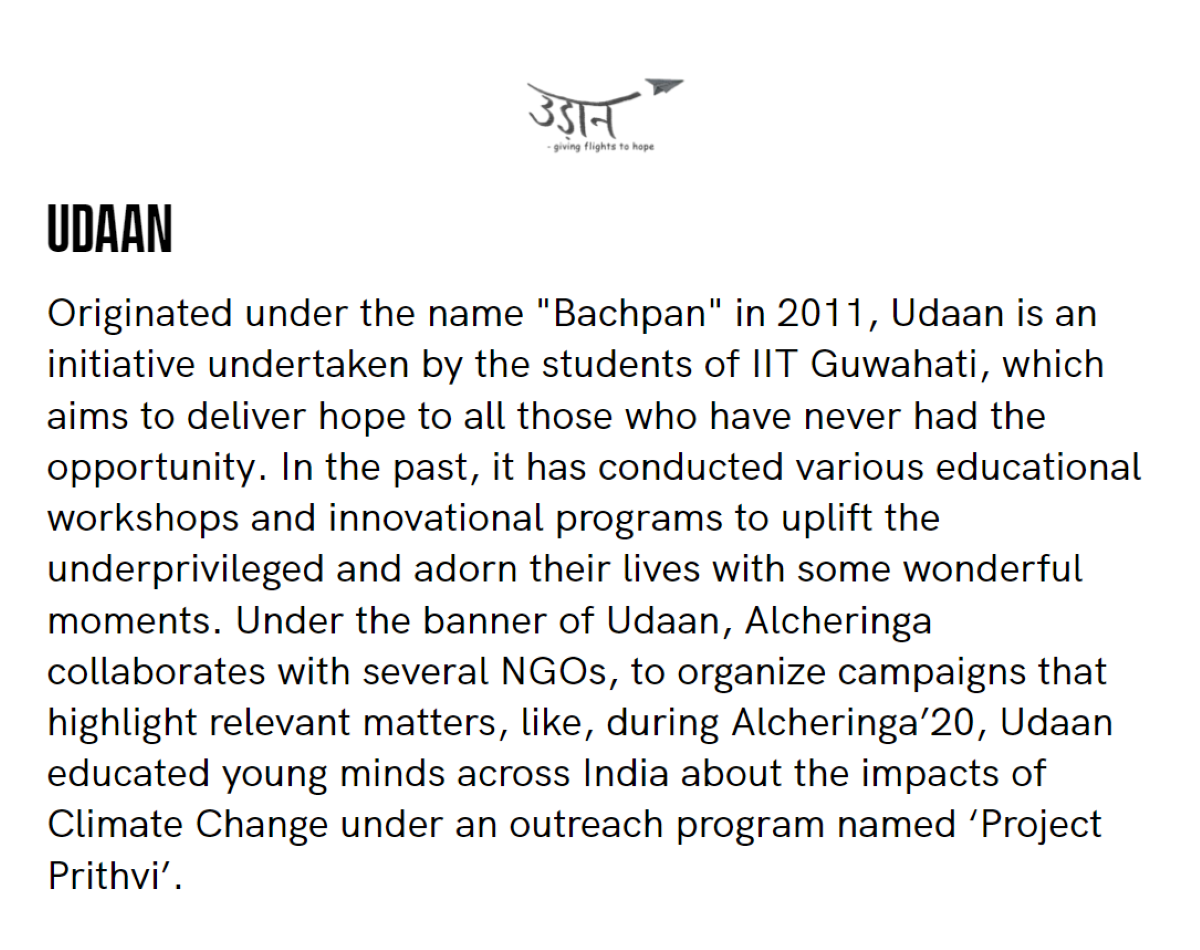 उड़ान
- giving flights to hope
UDAAN
Originated under the name "Bachpan" in 2011, Udaan is an
initiative undertaken by the students of IIT Guwahati, which
aims to deliver hope to all those who have never had the
opportunity. In the past, it has conducted various educational
workshops and innovational programs to uplift the
underprivileged and adorn their lives with some wonderful
moments. Under the banner of Udaan, Alcheringa
collaborates with several NGOs, to organize campaigns that
highlight relevant matters, like, during Alcheringa’20, Udaan
educated young minds across India about the impacts of
Climate Change under an outreach program named ‘Project
Prithvi’.